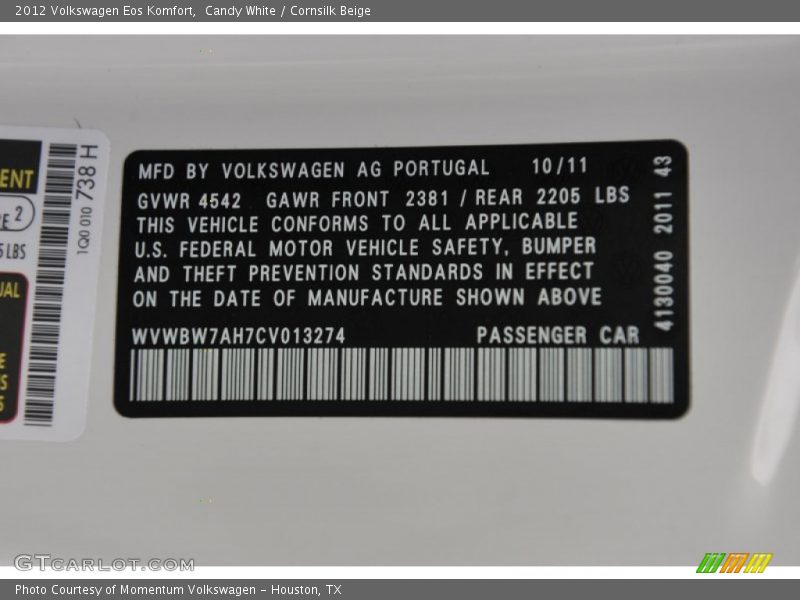 2012 Volkswagen Eos Komfort, Candy White / Cornsilk Beige
MFD BY VOLKSWAGEN AG PORTUGAL 10/11
GVWR 4542 GAWR FRONT 2381 / REAR 2205 LBS
THIS VEHICLE CONFORMS TO ALL APPLICABLE
U.S. FEDERAL MOTOR VEHICLE SAFETY, BUMPER
AND THEFT PREVENTION STANDARDS IN EFFECT
ON THE DATE OF MANUFACTURE SHOWN ABOVE
WVWBW7AH7CV013274 PASSENGER CAR
4130040 2011 43
1Q0 010 738 H
ENT
2
LBS
UAL
GTCARLOT.COM
Photo Courtesy of Momentum Volkswagen - Houston, TX